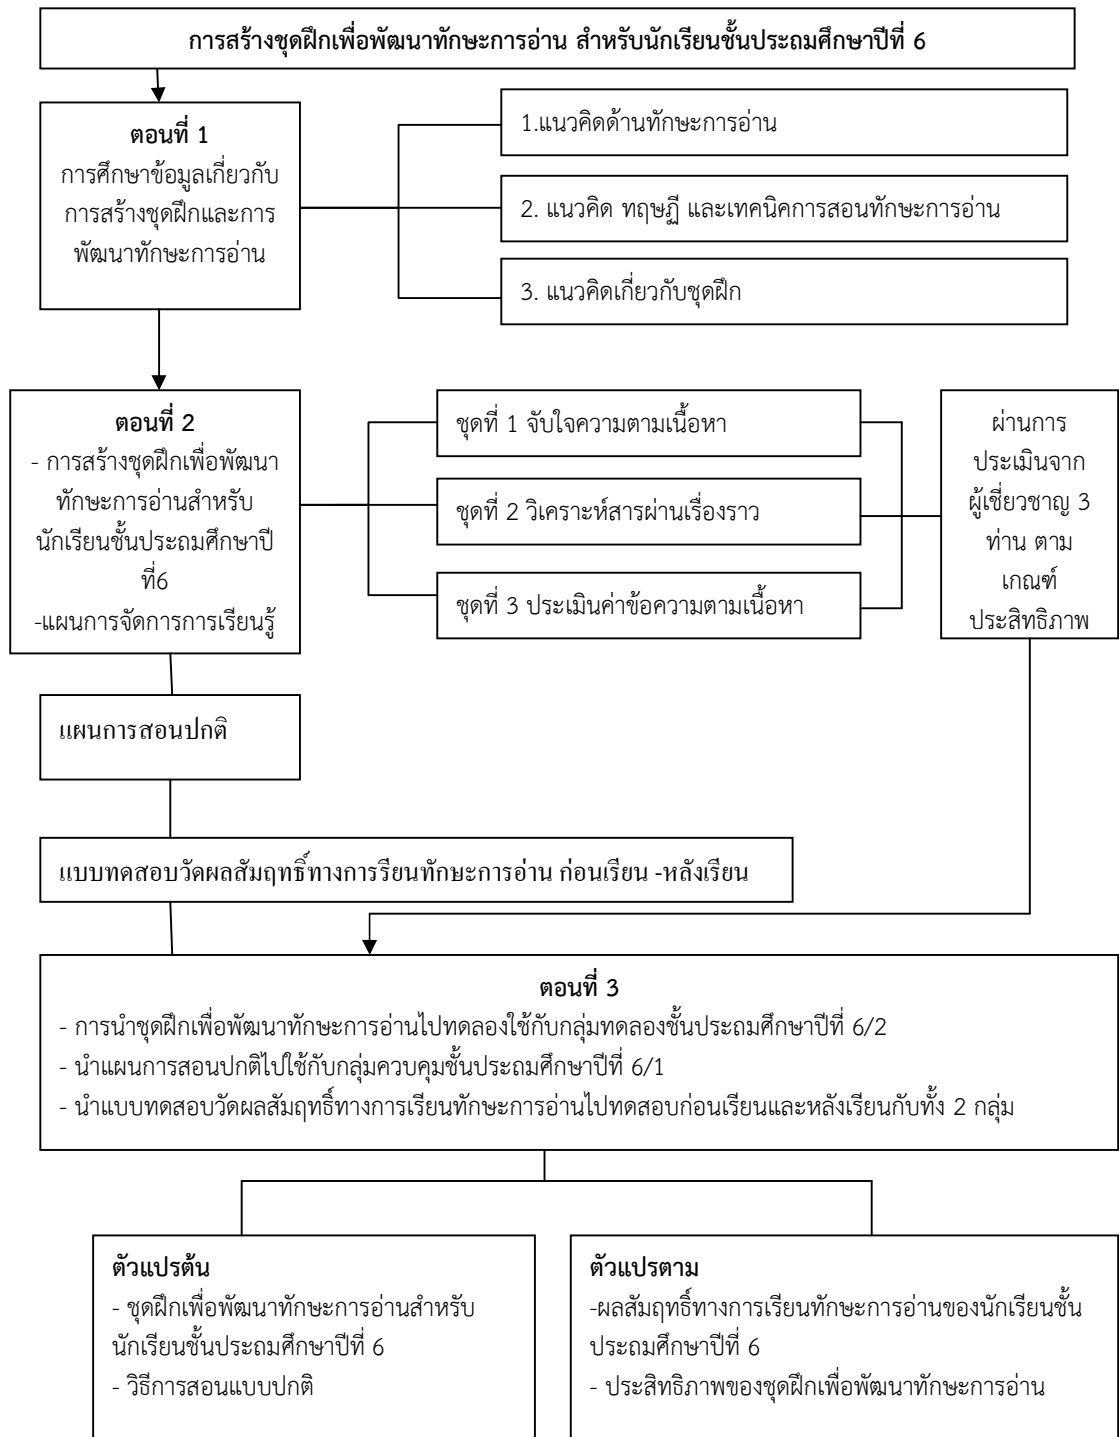 การสร้างชุดฝึกเพื่อพัฒนาทักษะการอ่าน สำหรับนักเรียนชั้นประถมศึกษาปีที่ 6
ตอนที่ 1
การศึกษาข้อมูลเกี่ยวกับ
การสร้างชุดฝึกและการ
พัฒนาทักษะการอ่าน
1.แนวคิดด้านทักษะการอ่าน
2. แนวคิด ทฤษฎี และเทคนิคการสอนทักษะการอ่าน
3. แนวคิดเกี่ยวกับชุดฝึก
ตอนที่ 2
- การสร้างชุดฝึกเพื่อพัฒนา
ทักษะการอ่านสำหรับ
นักเรียนชั้นประถมศึกษาปี
ที่6
-แผนการจัดการการเรียนรู้
ชุดที่ 1 จับใจความตามเนื้อหา
ชุดที่ 2 วิเคราะห์สารผ่านเรื่องราว
ชุดที่ 3 ประเมินค่าข้อความตามเนื้อหา
ผ่านการ
ประเมินจาก
ผู้เชี่ยวชาญ 3
ท่าน ตาม
เกณฑ์
ประสิทธิภาพ
แผนการสอนปกติ
แบบทดสอบวัดผลสัมฤทธิ์ทางการรียนทักษะการอ่าน ก่อนเรียน -หลังเรียน
ตอนที่ 3
- การนำชุดฝึกเพื่อพัฒนาทักษะการอ่านไปทดลองใช้กับกลุ่มทดลองชั้นประถมศึกษาปีที่ 6/2
- นำแผนการสอนปกติไปใช้กับกลุ่มควบคุมชั้นประถมศึกษาปีที่ 6/1
- นำแบบทดสอบวัดผลสัมฤทธิ์ทางการเรียนทักษะการอ่านไปทดสอบก่อนเรียนและหลังเรียนกับทั้ง 2 กลุ่ม
ตัวแปรต้น
- ชุดฝึกเพื่อพัฒนาทักษะการอ่านสำหรับ
นักเรียนชั้นประถมศึกษาปีที่ 6
- วิธีการสอนแบบปกติ
ตัวแปรตาม
-ผลสัมฤทธิ์ทางการเรียนทักษะการอ่านของนักเรียนชั้น
ประถมศึกษาปีที่ 6
- ประสิทธิภาพของชุดฝึกเพื่อพัฒนาทักษะการอ่าน